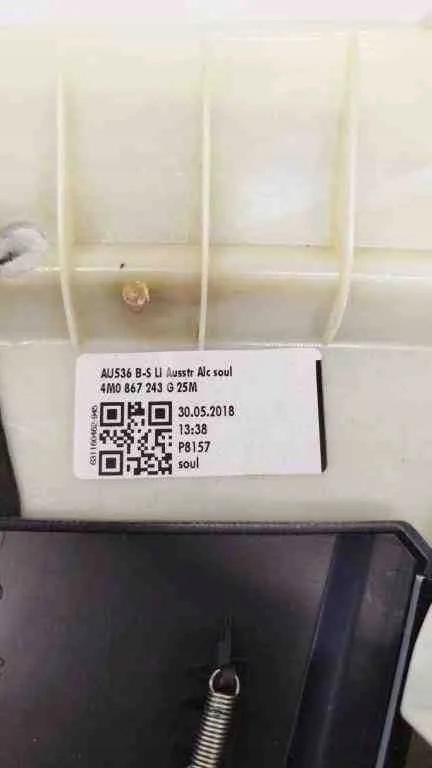 AU536 B-S LI Ausstr Alc soul
4M0 867 243 G 25M
30.05.2018
13:38
P8157
soul